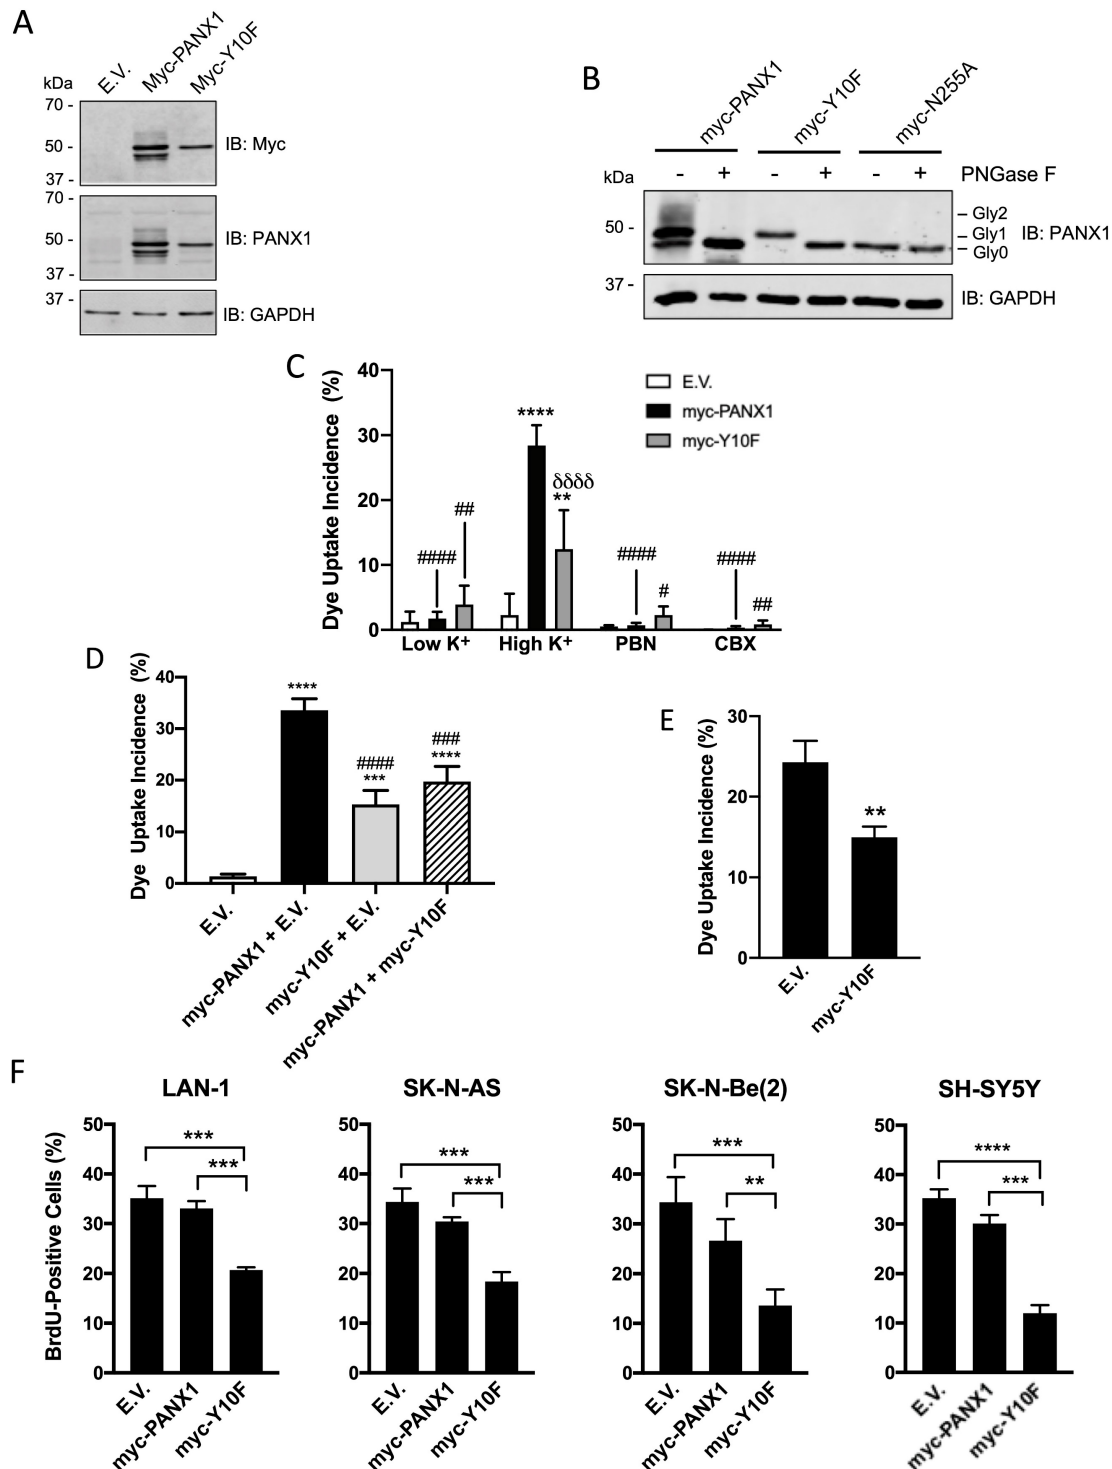 A
E.V.
Myc-PANX1
Myc-Y10F
kDa
70 -
50 -
37 -
IB: Myc
70 -
50 -
37 -
IB: PANX1
37 -
IB: GAPDH
B
myc-PANX1
myc-Y10F
myc-N255A
- + - + - + PNGase F
kDa
50 -
– Gly2
– Gly1
– Gly0
IB: PANX1
37 -
IB: GAPDH
C
Dye Uptake Incidence (%)
40
30
20
10
0
E.V.
myc-PANX1
myc-Y10F
####
##
****
δδδδ
**
####
#
####
##
Low K+ High K+ PBN CBX
D
Dye Uptake Incidence (%)
40
30
20
10
0
****
####
***
###
****
E.V.
myc-PANX1 + E.V.
myc-Y10F + E.V.
myc-PANX1 + myc-Y10F
E
Dye Uptake Incidence (%)
30
20
10
0
**
E.V.
myc-Y10F
F
BrdU-Positive Cells (%)
LAN-1
50
40
30
20
10
0
***
***
E.V.
myc-PANX1
myc-Y10F
SK-N-AS
50
40
30
20
10
0
***
***
E.V.
myc-PANX1
myc-Y10F
SK-N-Be(2)
50
40
30
20
10
0
***
**
E.V.
myc-PANX1
myc-Y10F
SH-SY5Y
50
40
30
20
10
0
****
***
E.V.
myc-PANX1
myc-Y10F